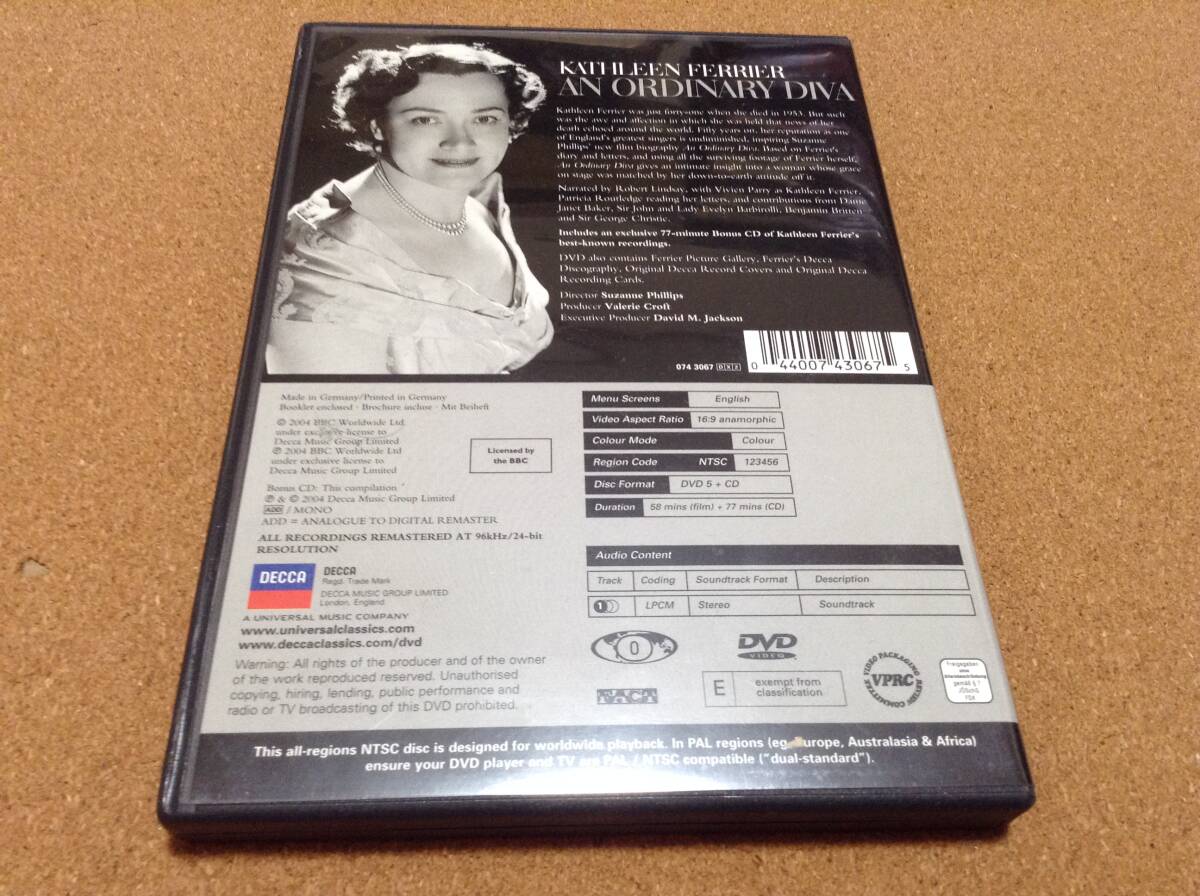 KATHLEEN FERRIER
AN ORDINARY DIVA
Kathleen Ferrier was just forty-one when she died in 1953. But such
was the awe and affection in which she was held that news of her
death echoed around the world. Fifty years on, her reputation as one
of England's greatest singers is undiminished, inspiring Suzanne
Phillips' new film biography An Ordinary Diva. Based on Ferrier's
diary and letters, and using all the surviving footage of Ferrier herself,
An Ordinary Diva gives an intimate insight into a woman whose grace
on stage was matched by her down-to-earth attitude off it.
Narrated by Robert Lindsay, with Vivien Parry as Kathleen Ferrier,
Patricia Routledge reading her letters, and contributions from Dame
Janet Baker, Sir John and Lady Evelyn Barbirolli, Benjamin Britten
and Sir George Christie.
Includes an exclusive 77-minute Bonus CD of Kathleen Ferrier's
best-known recordings.
DVD also contains Ferrier Picture Gallery, Ferrier's Decca
Discography, Original Decca Record Covers and Original Decca
Recording Cards.
Director Suzanne Phillips
Producer Valerie Croft
Executive Producer David M. Jackson
074 3067
0 44007 43067 5
Made in Germany/Printed in Germany
Booklet enclosed · Brochure incluse · Mit Beiheft
© 2004 BBC Worldwide Ltd
under exclusive license to
Decca Music Group Limited
℗ 2004 BBC Worldwide Ltd
under exclusive license to
Decca Music Group Limited
Licensed by
the BBC
Bonus CD: This compilation
℗ & © 2004 Decca Music Group Limited
ADD / MONO
ADD = ANALOGUE TO DIGITAL REMASTER
ALL RECORDINGS REMASTERED AT 96kHz/24-bit
RESOLUTION
DECCA
DECCA
Regd. Trade Mark
DECCA MUSIC GROUP LIMITED
London, England
A UNIVERSAL MUSIC COMPANY
www.universalclassics.com
www.deccaclassics.com/dvd
Warning: All rights of the producer and of the owner
of the work reproduced reserved. Unauthorised
copying, hiring, lending, public performance and
radio or TV broadcasting of this DVD prohibited.
Menu Screens English
Video Aspect Ratio 16:9 anamorphic
Colour Mode Colour
Region Code NTSC 123456
Disc Format DVD 5 + CD
Duration 58 mins (film) + 77 mins (CD)
Audio Content
Track Coding Soundtrack Format Description
1 LPCM Stereo Soundtrack
0
DVD
VIDEO
TACT
E exempt from
classification
VIDEO PACKAGING
VPRC
REVIEW COMMITTEE
Freigegeben
ohne
Altersbeschränkung
gemäß § 7
JÖSchG
FSK
This all-regions NTSC disc is designed for worldwide playback. In PAL regions (eg. Europe, Australasia & Africa)
ensure your DVD player and TV are PAL / NTSC compatible ("dual-standard").